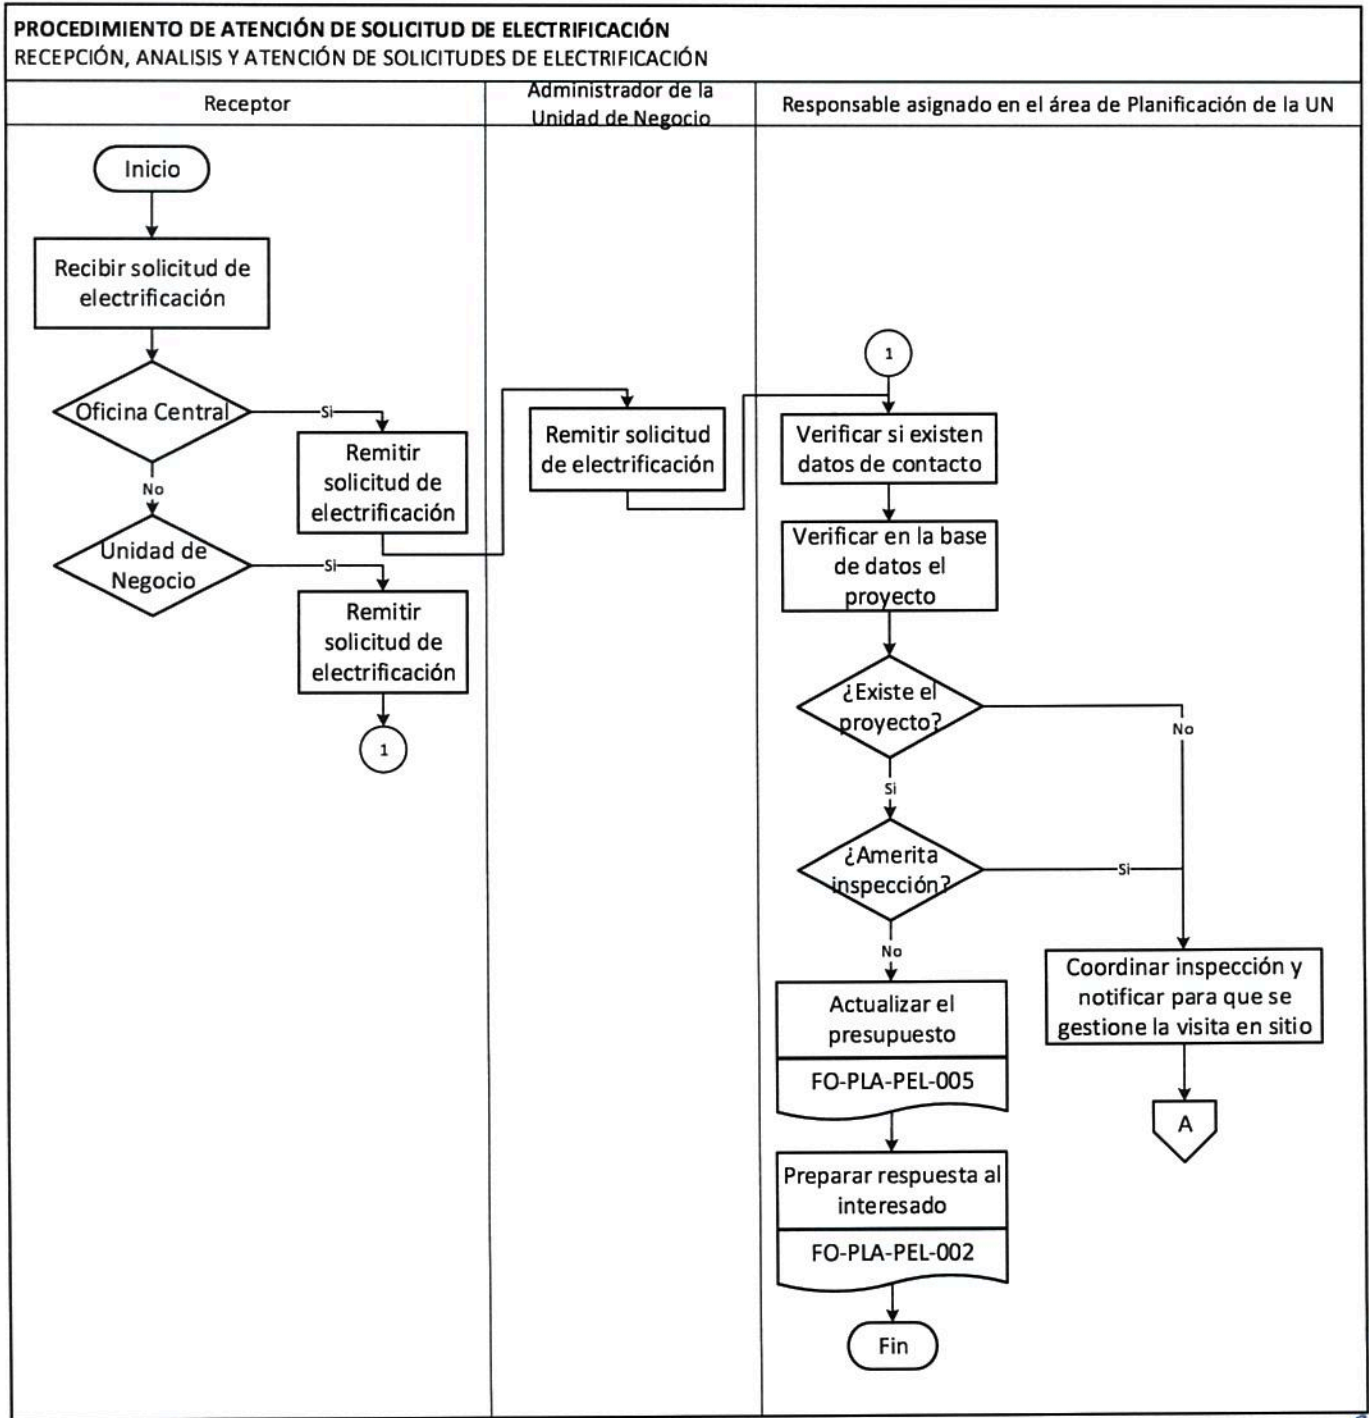 PROCEDIMIENTO DE ATENCIÓN DE SOLICITUD DE ELECTRIFICACIÓN
RECEPCIÓN, ANALISIS Y ATENCIÓN DE SOLICITUDES DE ELECTRIFICACIÓN
Receptor
Administrador de la
Unidad de Negocio
Responsable asignado en el área de Planificación de la UN
Inicio
Recibir solicitud de
electrificación
Oficina Central
Si
No
Remitir
solicitud de
electrificación
Unidad de
Negocio
Si
Remitir
solicitud de
electrificación
1
Remitir solicitud
de electrificación
1
Verificar si existen
datos de contacto
Verificar en la base
de datos el
proyecto
¿Existe el
proyecto?
No
Si
¿Amerita
inspección?
Si
No
Actualizar el
presupuesto
FO-PLA-PEL-005
Preparar respuesta al
interesado
FO-PLA-PEL-002
Fin
Coordinar inspección y
notificar para que se
gestione la visita en sitio
A